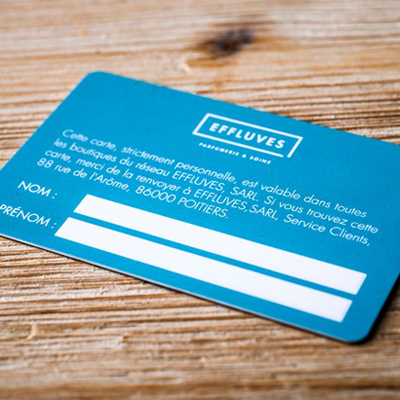 EFFLUVES
PARFUMERIE & SOINS
Cette carte, strictement personnelle, est valable dans toutes
les boutiques du réseau EFFLUVES, SARL. Si vous trouvez cette
carte, merci de la renvoyer à EFFLUVES,SARL, Service Clients,
88 rue de l'Arôme, 86000 POITIERS.
NOM :
PRÉNOM :